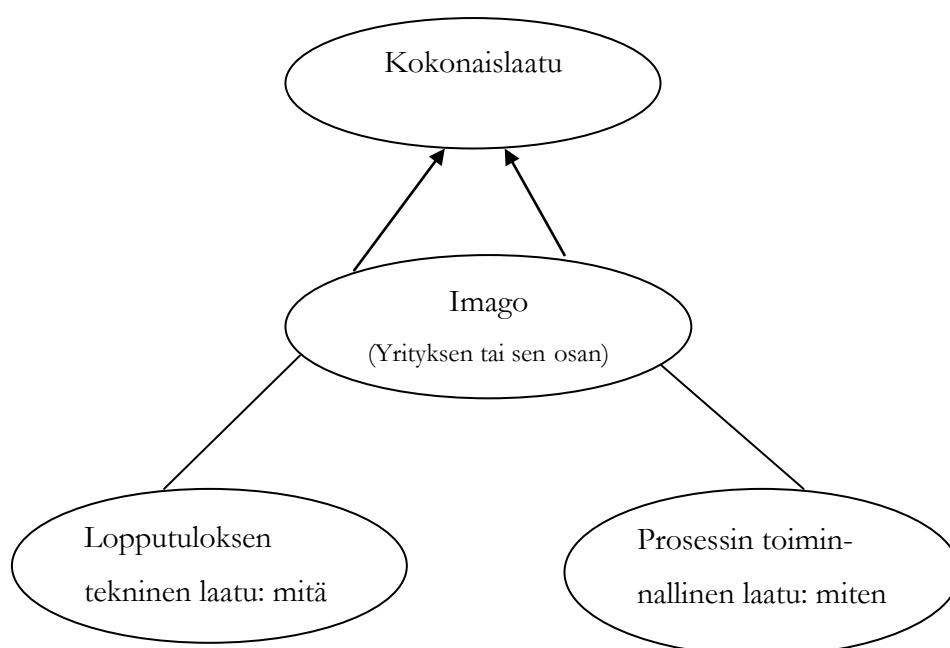 Kokonaislaatu
Imago
(Yrityksen tai sen osan)
Lopputuloksen
tekninen laatu: mitä
Prosessin toimin-
nallinen laatu: miten